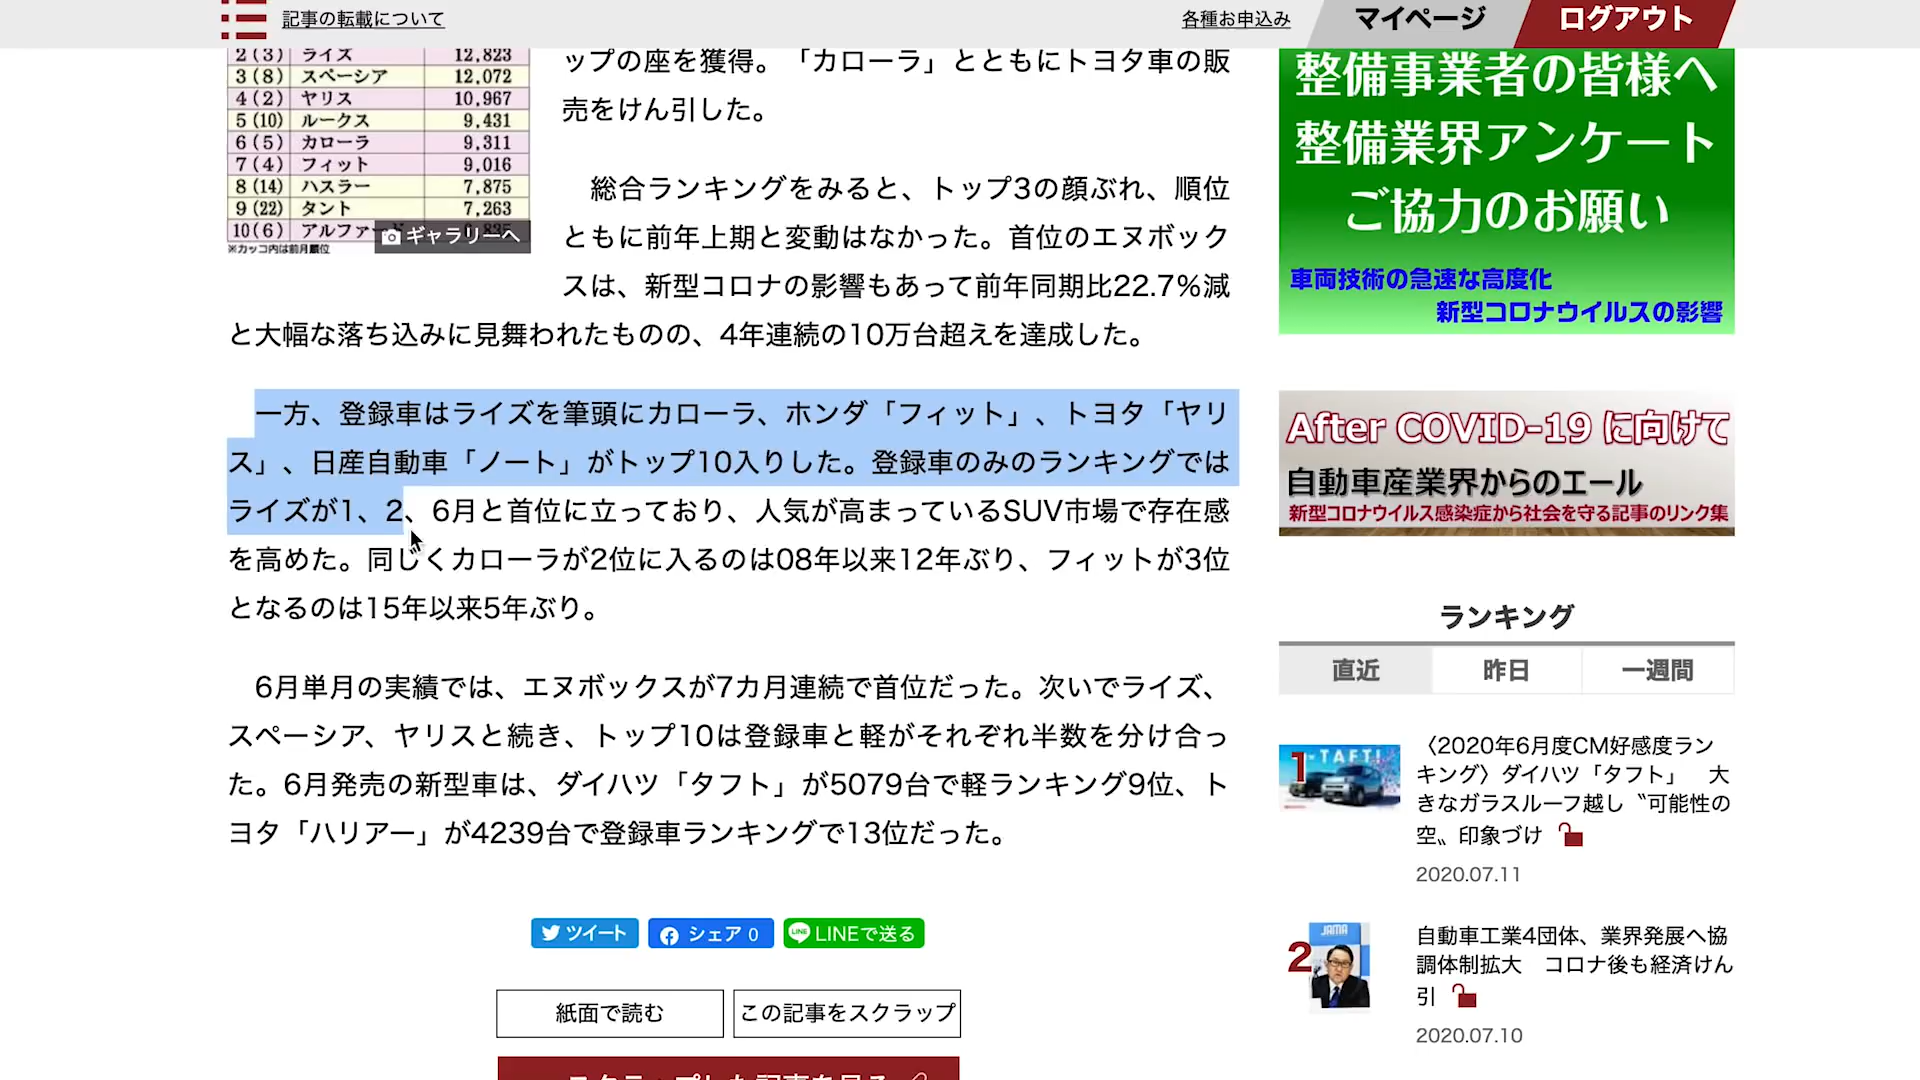 記事の転載について
各種お申込み
マイページ
ログアウト
2(3) ライズ 12,823
3(8) スペーシア 12,072
4(2) ヤリス 10,967
5(10) ルークス 9,431
6(5) カローラ 9,311
7(4) フィット 9,016
8(14) ハスラー 7,875
9(22) タント 7,263
10(6) アルファ
※カッコ内は前月順位
ギャラリーへ
ップの座を獲得。「カローラ」とともにトヨタ車の販
売をけん引した。
総合ランキングをみると、トップ3の顔ぶれ、順位
ともに前年上期と変動はなかった。首位のエヌボック
スは、新型コロナの影響もあって前年同期比22.7%減
と大幅な落ち込みに見舞われたものの、4年連続の10万台超えを達成した。
一方、登録車はライズを筆頭にカローラ、ホンダ「フィット」、トヨタ「ヤリ
ス」、日産自動車「ノート」がトップ10入りした。登録車のみのランキングでは
ライズが1、2、6月と首位に立っており、人気が高まっているSUV市場で存在感
を高めた。同じくカローラが2位に入るのは08年以来12年ぶり、フィットが3位
となるのは15年以来5年ぶり。
6月単月の実績では、エヌボックスが7カ月連続で首位だった。次いでライズ、
スペーシア、ヤリスと続き、トップ10は登録車と軽がそれぞれ半数を分け合っ
た。6月発売の新型車は、ダイハツ「タフト」が5079台で軽ランキング9位、ト
ヨタ「ハリアー」が4239台で登録車ランキングで13位だった。
ツイート
シェア 0
LINE
LINEで送る
紙面で読む
この記事をスクラップ
スクラップした記事を見る
整備事業者の皆様へ
整備業界アンケート
ご協力のお願い
車両技術の急速な高度化
新型コロナウイルスの影響
After COVID-19 に向けて
自動車産業界からのエール
新型コロナウイルス感染症から社会を守る記事のリンク集
ランキング
直近
昨日
一週間
1
TAFT!
〈2020年6月度CM好感度ラン
キング〉ダイハツ「タフト」 大
きなガラスルーフ越し〝可能性の
空〟印象づけ
2020.07.11
2
JAMA
自動車工業4団体、業界発展へ協
調体制拡大 コロナ後も経済けん
引
2020.07.10